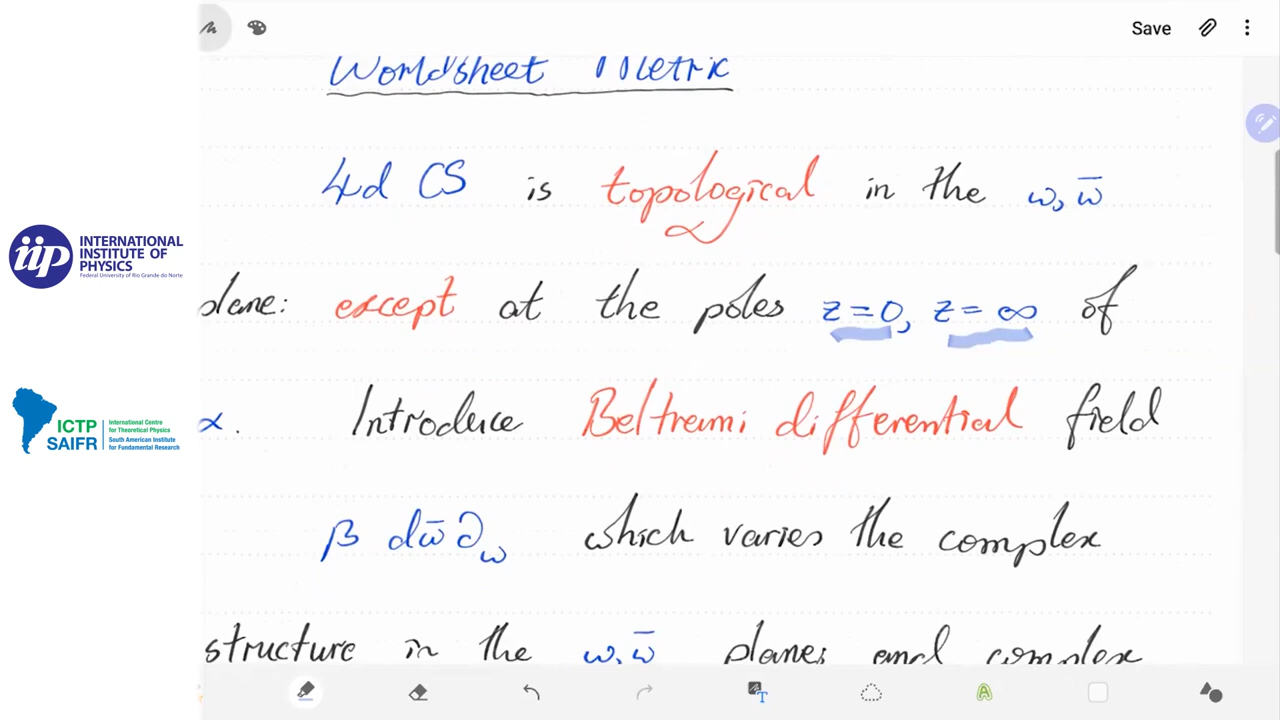 Save
Worldsheet Metric
4d CS is topological in the ω, ω̄
plane: except at the poles z=0, z=∞ of
α. Introduce Beltrami differential field
β dω̄ ∂ω which varies the complex
structure in the ω, ω̄ planes and complex
iip INTERNATIONAL
INSTITUTE OF
PHYSICS
Federal University of Rio Grande do Norte
ICTP
SAIFR
International Centre
for Theoretical Physics
South American Institute
for Fundamental Research
T
A